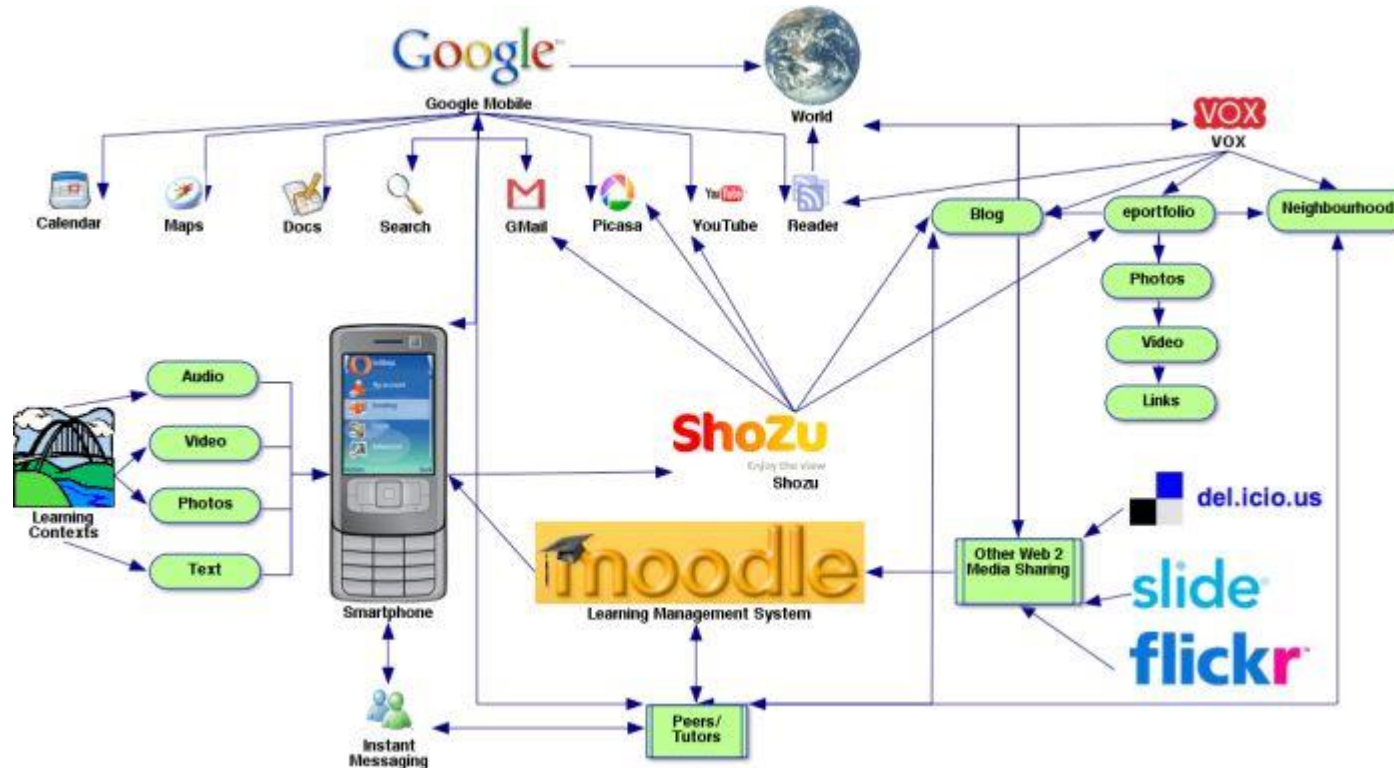 Google™
Google Mobile
World
VOX
VOX
Calendar
Maps
Docs
Search
GMail
Picasa
YouTube
YouTube
Reader
Blog
eportfolio
Neighbourhood
Photos
Video
Links
Audio
Video
Photos
Text
Learning
Contexts
Smartphone
ShoZu
Enjoy the view
Shozu
moodle
Learning Management System
del.icio.us
Other Web 2
Media Sharing
slide
flickr
Instant
Messaging
Peers/
Tutors